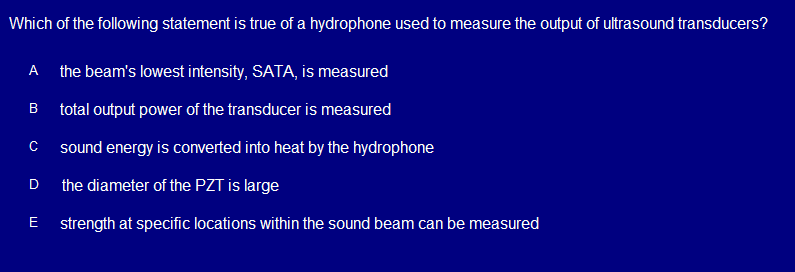 Which of the following statement is true of a hydrophone used to measure the output of ultrasound transducers?
A the beam's lowest intensity, SATA, is measured
B total output power of the transducer is measured
C sound energy is converted into heat by the hydrophone
D the diameter of the PZT is large
E strength at specific locations within the sound beam can be measured